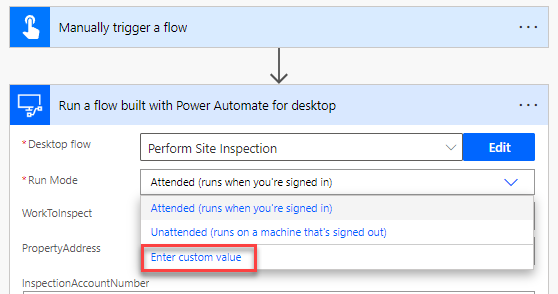 Manually trigger a flow
Run a flow built with Power Automate for desktop
* Desktop flow
Perform Site Inspection
Edit
* Run Mode
Attended (runs when you're signed in)
Attended (runs when you're signed in)
WorkToInspect
Unattended (runs on a machine that's signed out)
PropertyAddress
Enter custom value
InspectionAccountNumber